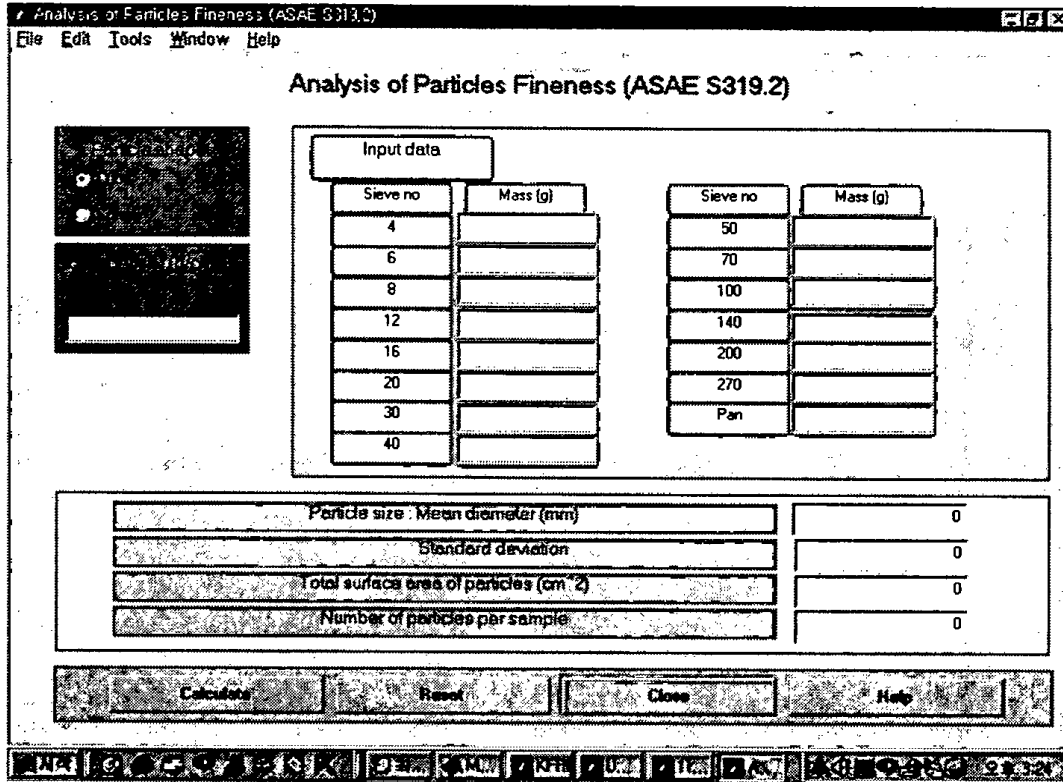 Analysis of Particles Fineness (ASAE S319.2)
File Edit Tools Window Help
Analysis of Particles Fineness (ASAE S319.2)
Input data
Sieve no Mass (g) Sieve no Mass (g)
4 50
6 70
8 100
12 140
16 200
20 270
30 Pan
40
Particle size : Mean diameter (mm) 0
Standard deviation 0
Total surface area of particles (cm^2) 0
Number of particles per sample 0
Calculate Reset Close Help